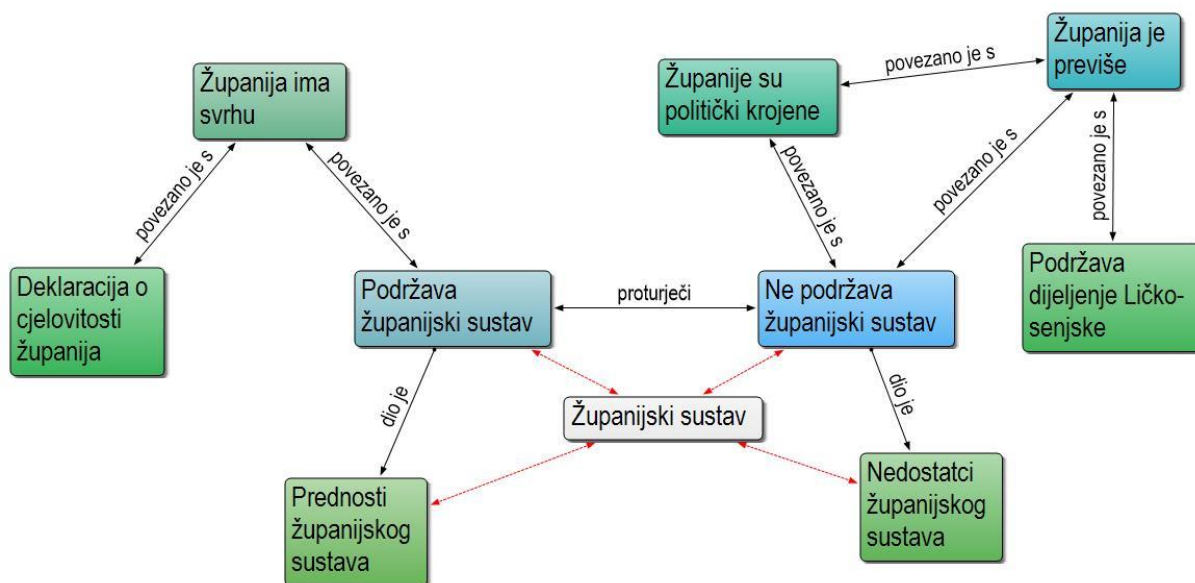 Županija je
previše
povezano je s
Županije su
politički krojene
Županija ima
svrhu
povezano je s
povezano je s
povezano je s
povezano je s
povezano je s
Deklaracija o
cjelovitosti
županija
Podržava
županijski sustav
proturječi
Ne podržava
županijski sustav
Podržava
dijeljenje Ličko-
senjske
dio je
dio je
Županijski sustav
Prednosti
županijskog
sustava
Nedostatci
županijskog
sustava